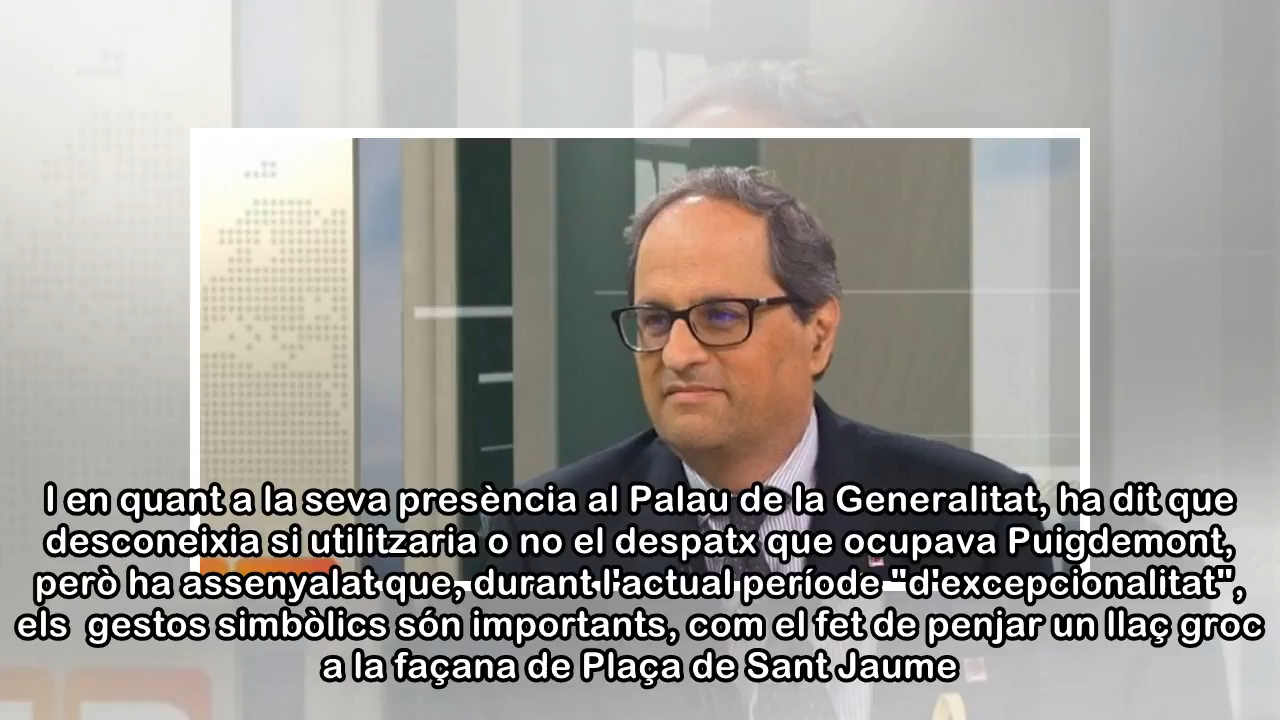 I en quant a la seva presència al Palau de la Generalitat, ha dit que
desconeixia si utilitzaria o no el despatx que ocupava Puigdemont,
però ha assenyalat que, durant l'actual període "d'excepcionalitat",
els  gestos simbòlics són importants, com el fet de penjar un llaç groc
a la façana de Plaça de Sant Jaume